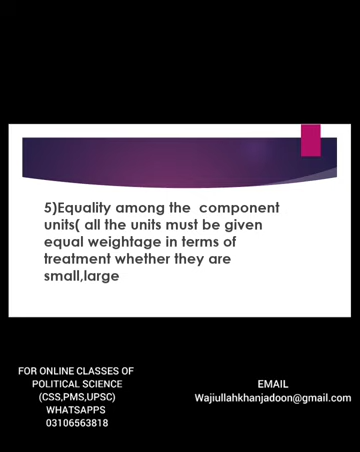 5)Equality among the component
units( all the units must be given
equal weightage in terms of
treatment whether they are
small,large
FOR ONLINE CLASSES OF
POLITICAL SCIENCE
(CSS,PMS,UPSC)
WHATSAPPS
03106563818
EMAIL
Wajiullahkhanjadoon@gmail.com